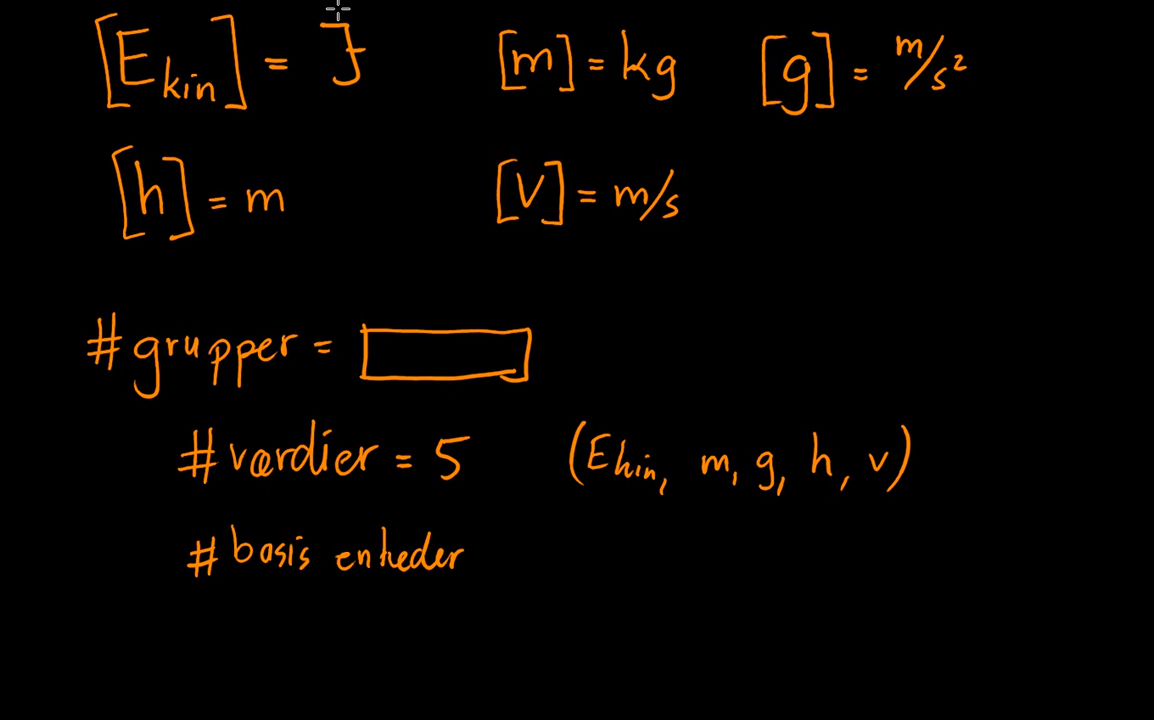 [E_kin] = J [m] = kg [g] = m/s²
[h] = m [v] = m/s
#grupper =
#værdier = 5 (E_kin, m, g, h, v)
# basis enheder